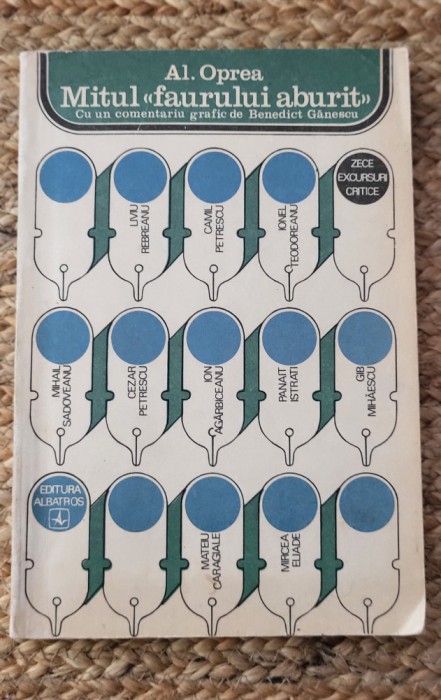 Al. Oprea
Mitul «faurului aburit»
Cu un comentariu grafic de Benedict Gănescu
LIVIU
REBREANU
CAMIL
PETRESCU
IONEL
TEODOREANU
ZECE
EXCURSURI
CRITICE
MIHAIL
SADOVEANU
CEZAR
PETRESCU
ION
AGÂRBICEANU
PANAIT
ISTRATI
GIB
MIHĂESCU
EDITURA
ALBATROS
MATEIU
CARAGIALE
MIRCEA
ELIADE